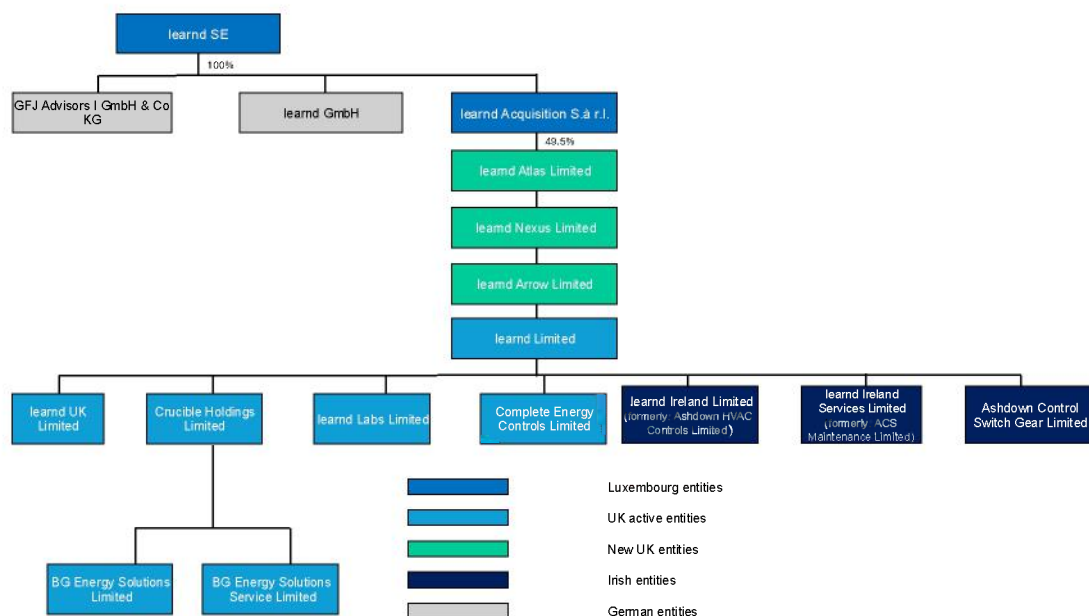 learnd SE
100%
GFJ Advisors I GmbH & Co
KG
learnd GmbH
learnd Acquisition S.à r.l.
49.5%
learnd Atlas Limited
learnd Nexus Limited
learnd Arrow Limited
learnd Limited
learnd UK
Limited
Crucible Holdings
Limited
learnd Labs Limited
Complete Energy
Controls Limited
learnd Ireland Limited
(formerly: Ashdown HVAC
Controls Limited)
learnd Ireland
Services Limited
(formerly: ACS
Maintenance Limited)
Ashdown Control
Switch Gear Limited
Luxembourg entities
UK active entities
New UK entities
Irish entities
German entities
BG Energy Solutions
Limited
BG Energy Solutions
Service Limited